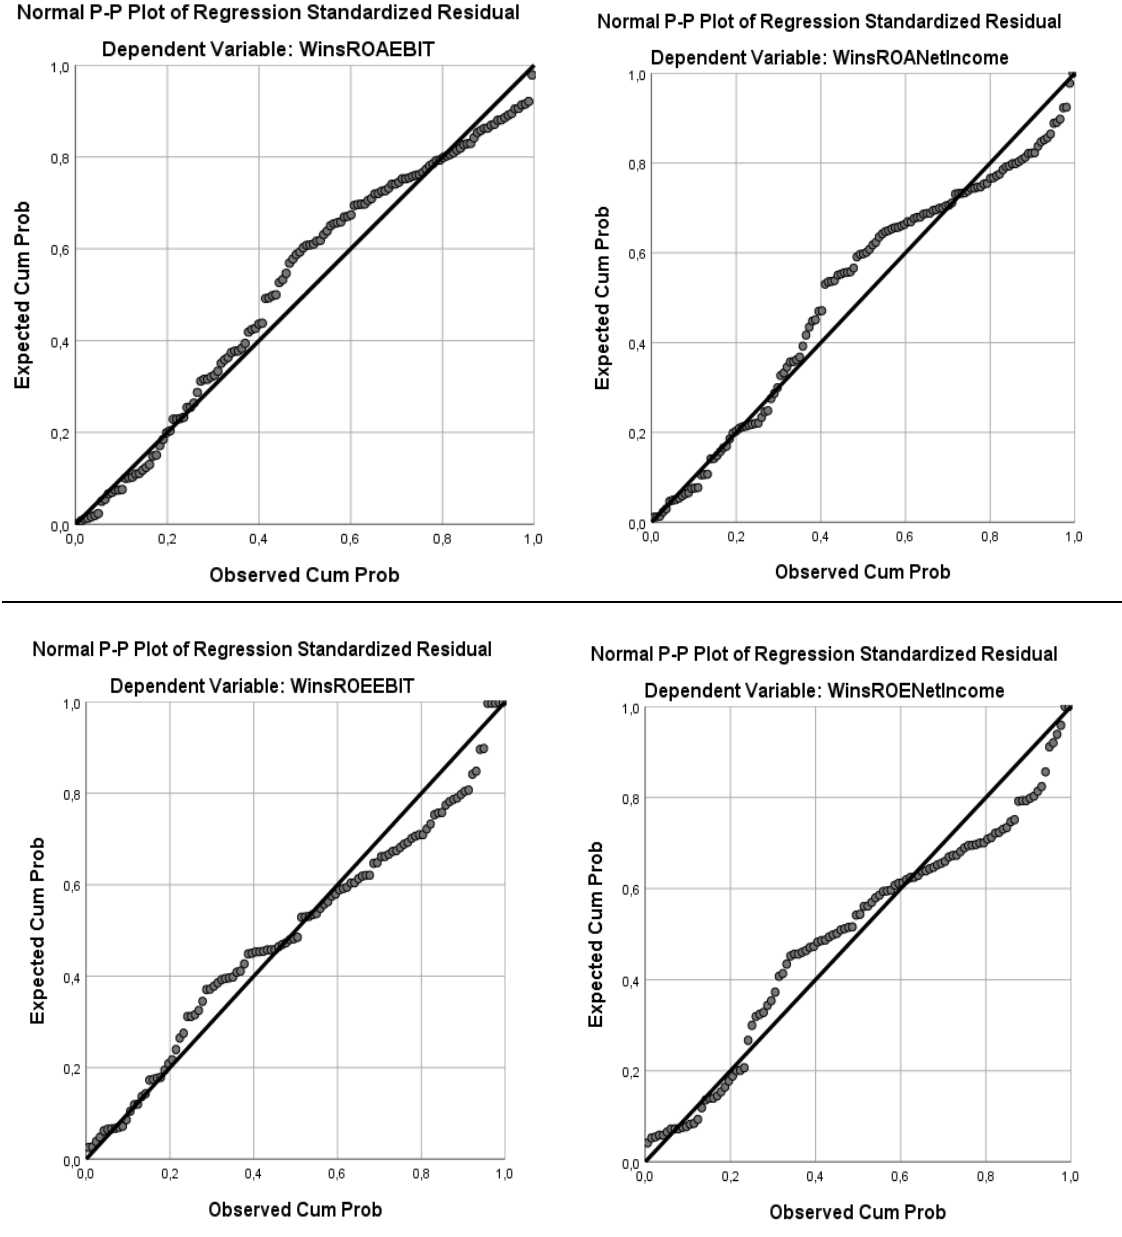 Normal P-P Plot of Regression Standardized Residual
Dependent Variable: WinsROAEBIT
1,0
0,8
0,6
0,4
0,2
0,0
0,0 0,2 0,4 0,6 0,8 1,0
Expected Cum Prob
Observed Cum Prob
Normal P-P Plot of Regression Standardized Residual
Dependent Variable: WinsROANetIncome
1,0
0,8
0,6
0,4
0,2
0,0
0,0 0,2 0,4 0,6 0,8 1,0
Expected Cum Prob
Observed Cum Prob
Normal P-P Plot of Regression Standardized Residual
Dependent Variable: WinsROEEBIT
1,0
0,8
0,6
0,4
0,2
0,0
0,0 0,2 0,4 0,6 0,8 1,0
Expected Cum Prob
Observed Cum Prob
Normal P-P Plot of Regression Standardized Residual
Dependent Variable: WinsROENetIncome
1,0
0,8
0,6
0,4
0,2
0,0
0,0 0,2 0,4 0,6 0,8 1,0
Expected Cum Prob
Observed Cum Prob